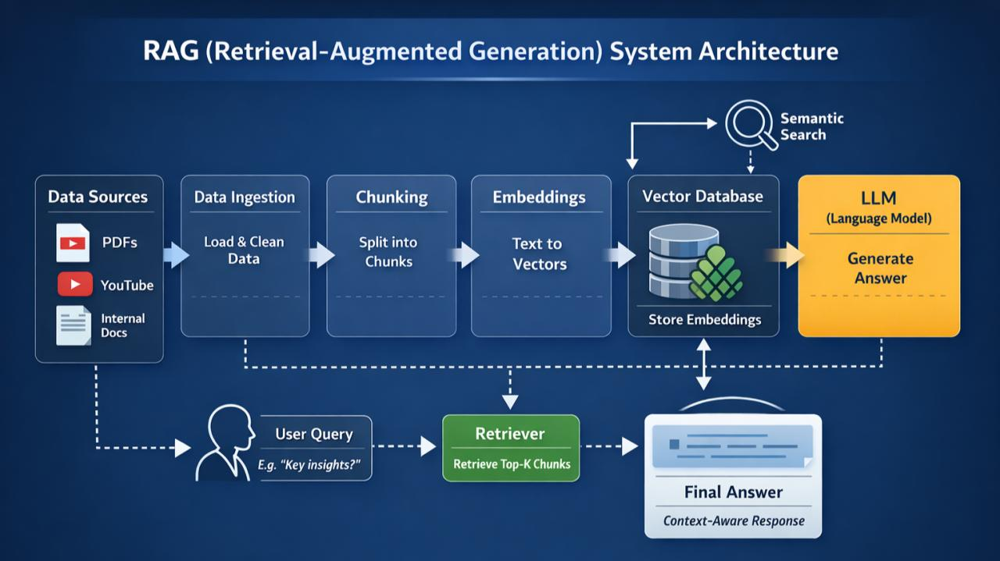 RAG (Retrieval-Augmented Generation) System Architecture
Semantic
Search
Data Sources
PDFs
YouTube
Internal
Docs
Data Ingestion
Load & Clean
Data
Chunking
Split into
Chunks
Embeddings
Text to
Vectors
Vector Database
Store Embeddings
LLM
(Language Model)
Generate
Answer
User Query
E.g. “Key insights?"
Retriever
Retrieve Top-K Chunks
Final Answer
Context-Aware Response